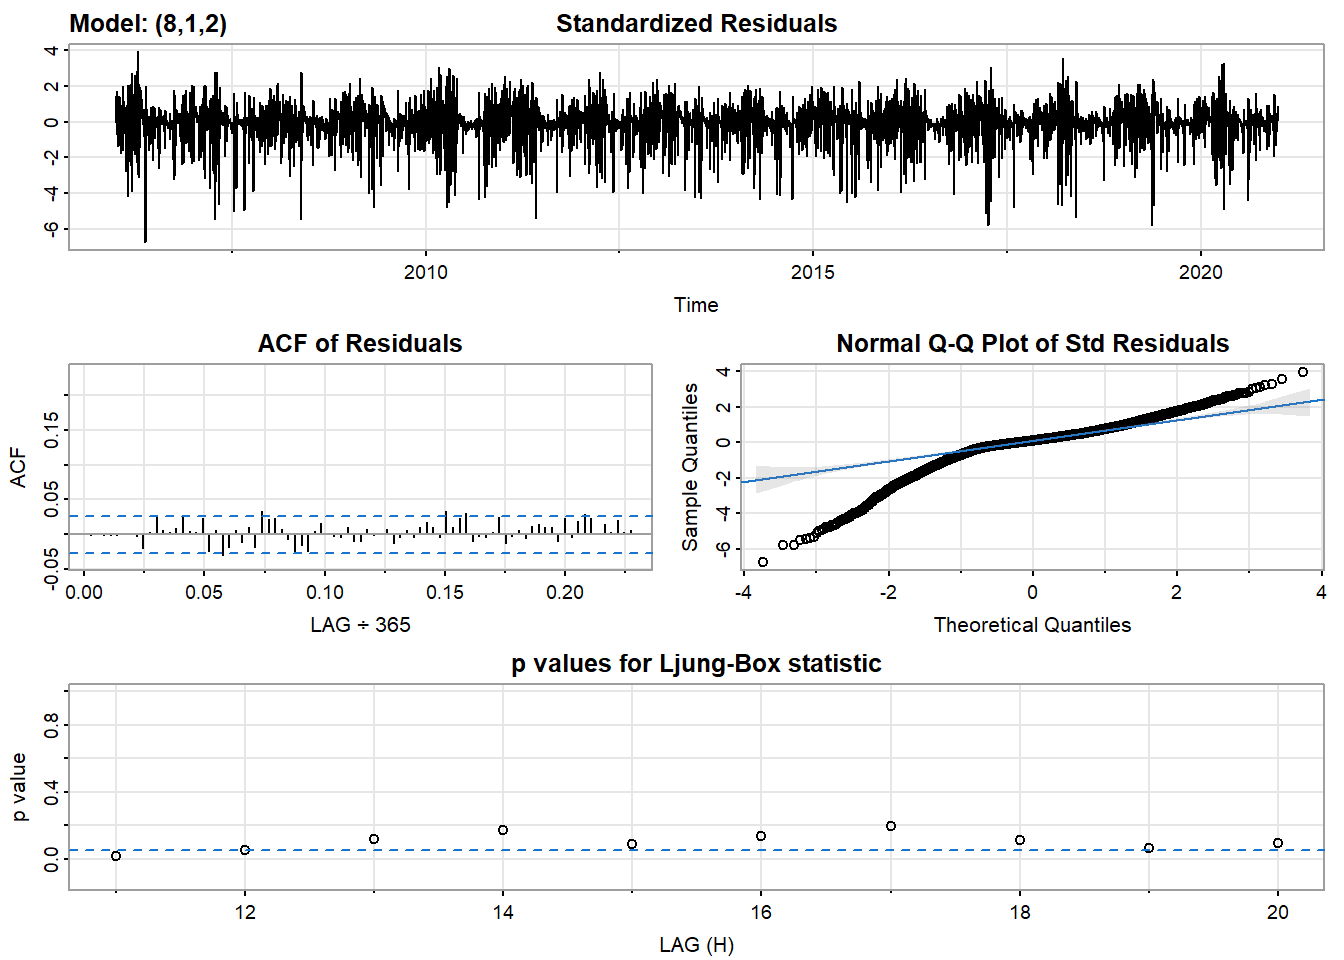 Model: (8,1,2) Standardized Residuals
4
2
0
-2
-4
-6
2010 2015 2020
Time
ACF of Residuals
ACF
0.15
0.05
-0.05
0.00 0.05 0.10 0.15 0.20
LAG ÷ 365
Normal Q-Q Plot of Std Residuals
Sample Quantiles
4
2
0
-2
-4
-6
-4 -2 0 2 4
Theoretical Quantiles
p values for Ljung-Box statistic
p value
0.8
0.4
0.0
12 14 16 18 20
LAG (H)